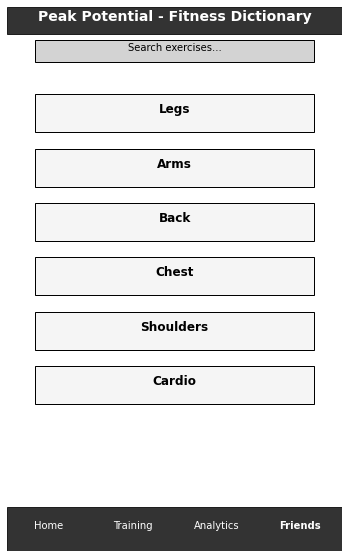 Peak Potential - Fitness Dictionary
Search exercises...
Legs
Arms
Back
Chest
Shoulders
Cardio
Home Training Analytics Friends